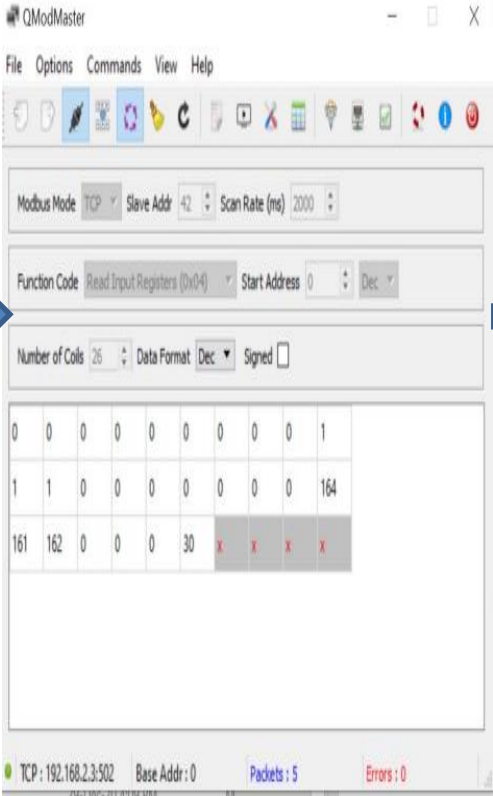 QModMaster
File Options Commands View Help
Modbus Mode TCP Slave Addr 42 Scan Rate (ms) 2000
Function Code Read Input Registers (0x04) Start Address 0 Dec
Number of Coils 26 Data Format Dec Signed
0 0 0 0 0 0 0 0 0 1
1 1 0 0 0 0 0 0 0 164
161 162 0 0 0 30 x x x x
TCP : 192.168.2.3:502 Base Addr : 0 Packets : 5 Errors : 0